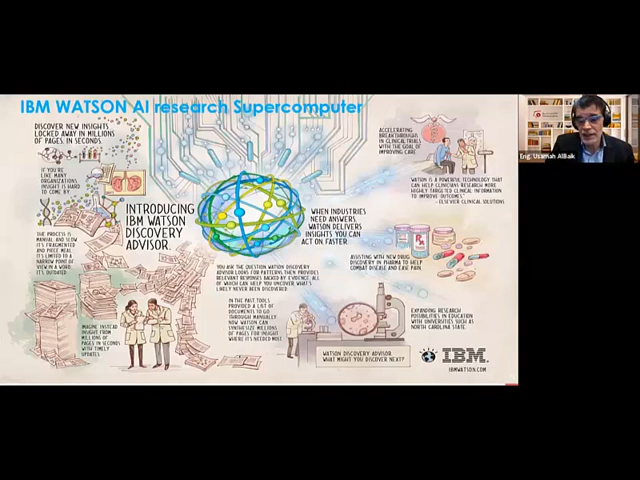 IBM WATSON AI research Supercomputer
DISCOVER NEW INSIGHTS
LOCKED AWAY IN MILLIONS
OF PAGES IN SECONDS.
IF YOU'RE
LIKE MANY
ORGANIZATIONS
INSIGHT IS HARD
TO COME BY.
THE PROCESS IS
MANUAL AND SLOW
IT'S FRAGMENTED
AND PIECE MEAL
IT'S LIMITED TO A
NARROW POINT OF
VIEW IN A WORD
IT'S OUTDATED
IMAGINE INSTEAD
INSIGHT FROM
MILLIONS OF
PAGES IN SECONDS
WITH TIMELY
UPDATES
INTRODUCING
IBM WATSON
DISCOVERY
ADVISOR.
WHEN INDUSTRIES
NEED ANSWERS,
WATSON DELIVERS
INSIGHTS YOU CAN
ACT ON FASTER
YOU ASK THE QUESTION WATSON DISCOVERY
ADVISOR LOOKS FOR PATTERNS THEN PROVIDES
RELEVANT RESPONSES BACKED BY EVIDENCE. ALL
OF WHICH CAN HELP YOU UNCOVER WHAT'S
LIKELY NEVER BEEN DISCOVERED
IN THE PAST, TOOLS
PROVIDED A LIST OF
DOCUMENTS TO GO
THROUGH MANUALLY.
NOW WATSON CAN
SYNTHESIZE MILLIONS
OF PAGES FOR INSIGHT
WHERE IT'S NEEDED MOST
ACCELERATING
BREAKTHROUGHS
IN CLINICAL TRIALS
WITH THE GOAL OF
IMPROVING CARE
WATSON IS A POWERFUL TECHNOLOGY THAT
CAN HELP CLINICIANS RESEARCH MORE
HIGHLY TARGETED CLINICAL INFORMATION
TO IMPROVE OUTCOMES"
- ELSEVIER CLINICAL SOLUTIONS
ASSISTING WITH NEW DRUG
DISCOVERY IN PHARMA TO HELP
COMBAT DISEASE AND EASE PAIN.
EXPANDING RESEARCH
POSSIBILITIES IN EDUCATION
WITH UNIVERSITIES SUCH AS
NORTH CAROLINA STATE
WATSON DISCOVERY ADVISOR
WHAT MIGHT YOU DISCOVER NEXT?
IBM
IBMWATSON.COM
Eng. Usamah AlBaik